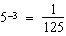 5⁻³ = 1/125